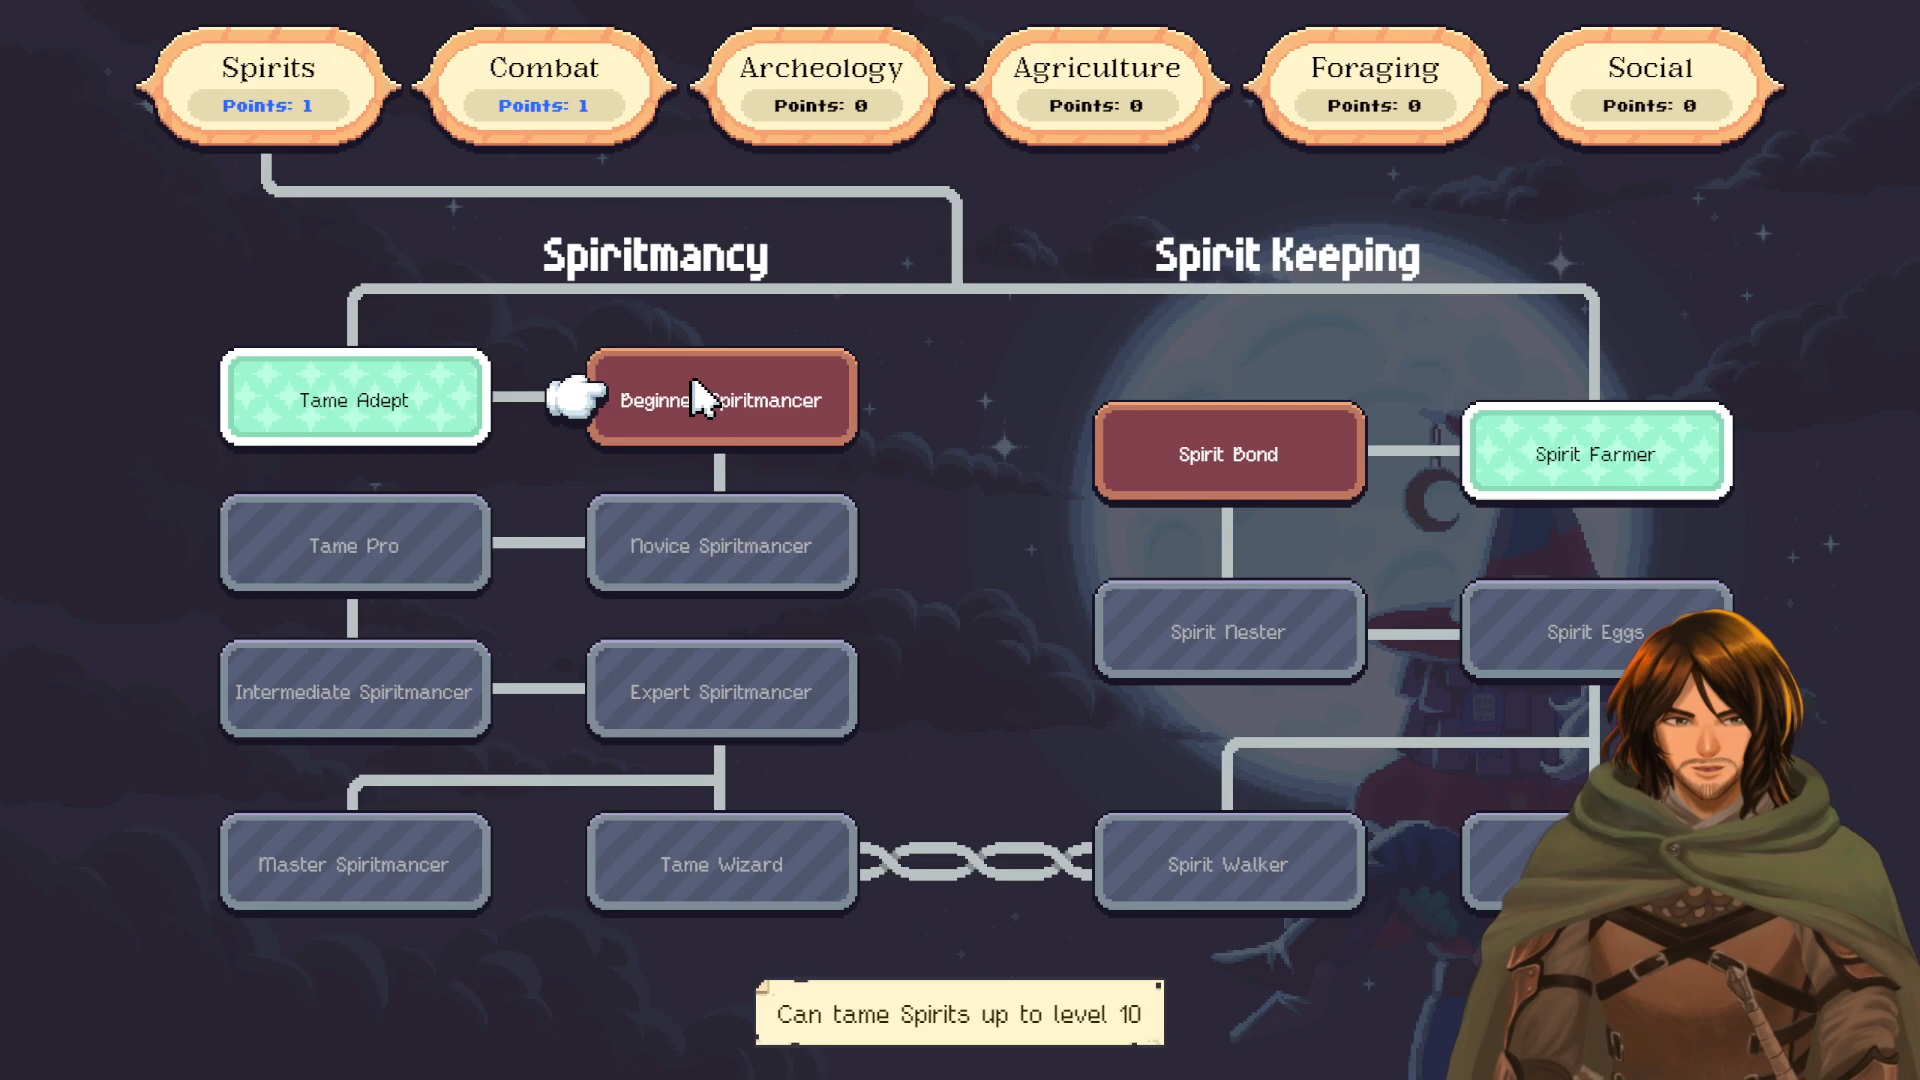 Spirits
Points: 1
Combat
Points: 1
Archeology
Points: 0
Agriculture
Points: 0
Foraging
Points: 0
Social
Points: 0
Spiritmancy
Spirit Keeping
Tame Adept
Spirit Bond
Spirit Farmer
Tame Pro
Novice Spiritmancer
Spirit Nester
Spirit Eggs
Intermediate Spiritmancer
Expert Spiritmancer
Master Spiritmancer
Tame Wizard
Spirit Walker
Can tame Spirits up to level 10